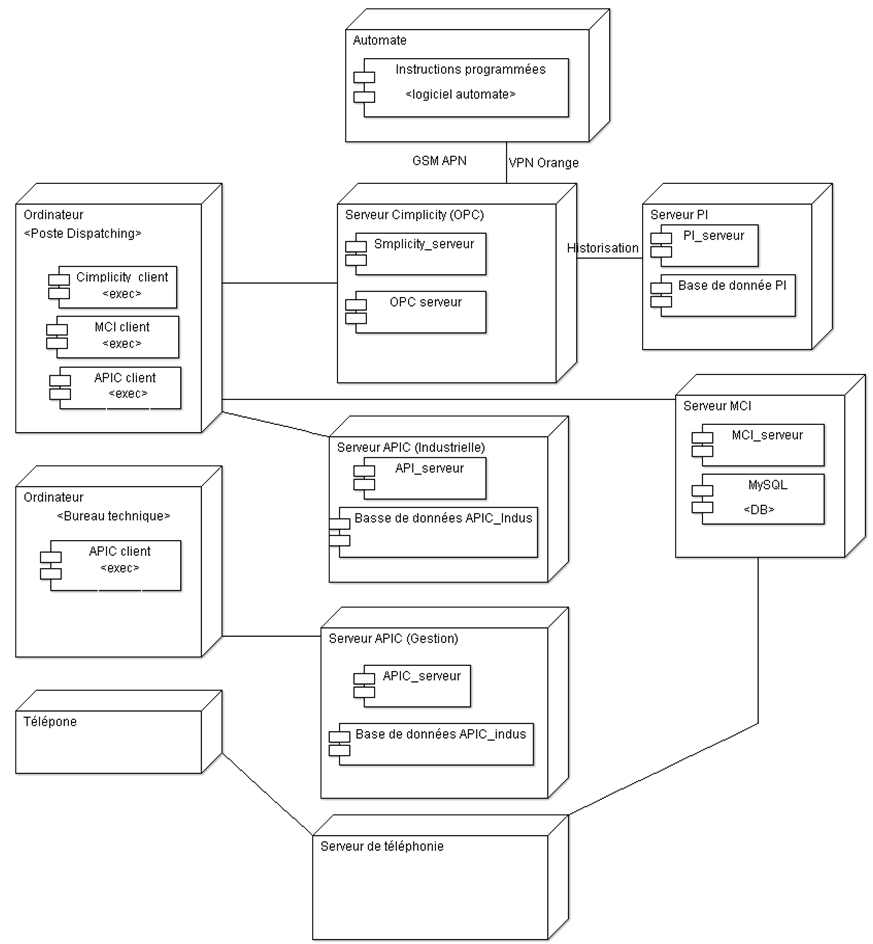 Automate
Instructions programmées
<logiciel automate>
GSM APN
VPN Orange
Ordinateur
<Poste Dispatching>
Cimplicity client
<exec>
MCI client
<exec>
APIC client
<exec>
Serveur Cimplicity (OPC)
Smplicity_serveur
OPC serveur
Historisation
Serveur PI
PI_serveur
Base de donnée PI
Serveur MCI
MCI_serveur
MySQL
<DB>
Serveur APIC (Industrielle)
API_serveur
Basse de données APIC_Indus
Ordinateur
<Bureau technique>
APIC client
<exec>
Serveur APIC (Gestion)
APIC_serveur
Base de données APIC_indus
Télépone
Serveur de téléphonie